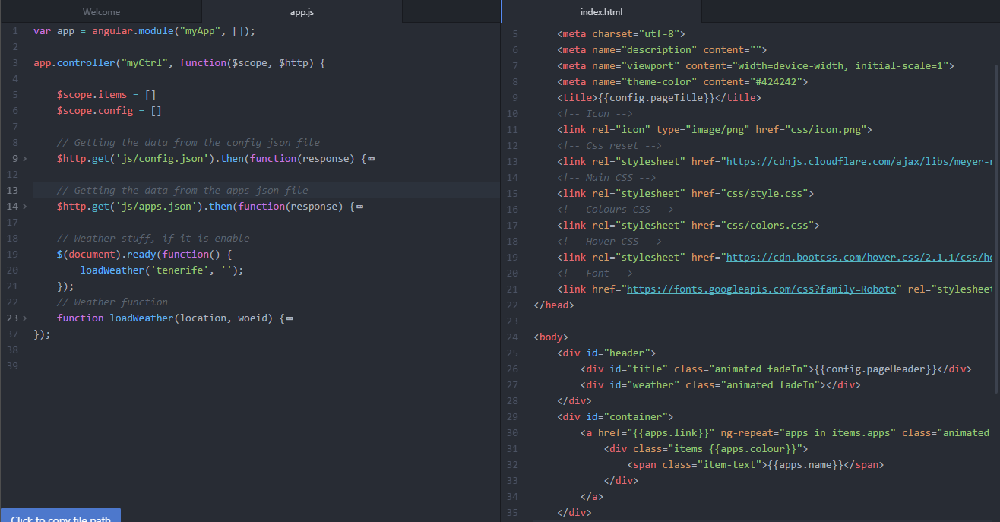 Welcome
app.js
1 var app = angular.module("myApp", []);
2
3 app.controller("myCtrl", function($scope, $http) {
4
5 $scope.items = []
6 $scope.config = []
7
8 // Getting the data from the config json file
9 $http.get('js/config.json').then(function(response) {
12
13 // Getting the data from the apps json file
14 $http.get('js/apps.json').then(function(response) {
17
18 // Weather stuff, if it is enable
19 $(document).ready(function() {
20 loadWeather('tenerife', '');
21 });
22 // Weather function
23 function loadWeather(location, woeid) {
37 });
38
39
Click to copy file path
index.html
5 <meta charset="utf-8">
6 <meta name="description" content="">
7 <meta name="viewport" content="width=device-width, initial-scale=1">
8 <meta name="theme-color" content="#424242">
9 <title>{{config.pageTitle}}</title>
10 <!-- Icon -->
11 <link rel="icon" type="image/png" href="css/icon.png">
12 <!-- Css reset -->
13 <link rel="stylesheet" href="https://cdnjs.cloudflare.com/ajax/libs/meyer-r
14 <!-- Main CSS -->
15 <link rel="stylesheet" href="css/style.css">
16 <!-- Colours CSS -->
17 <link rel="stylesheet" href="css/colors.css">
18 <!-- Hover CSS -->
19 <link rel="stylesheet" href="https://cdn.bootcss.com/hover.css/2.1.1/css/ho
20 <!-- Font -->
21 <link href="https://fonts.googleapis.com/css?family=Roboto" rel="stylesheet
22 </head>
23
24 <body>
25 <div id="header">
26 <div id="title" class="animated fadeIn">{{config.pageHeader}}</div>
27 <div id="weather" class="animated fadeIn"></div>
28 </div>
29 <div id="container">
30 <a href="{{apps.link}}" ng-repeat="apps in items.apps" class="animated
31 <div class="items {{apps.colour}}">
32 <span class="item-text">{{apps.name}}</span>
33 </div>
34 </a>
35 </div>